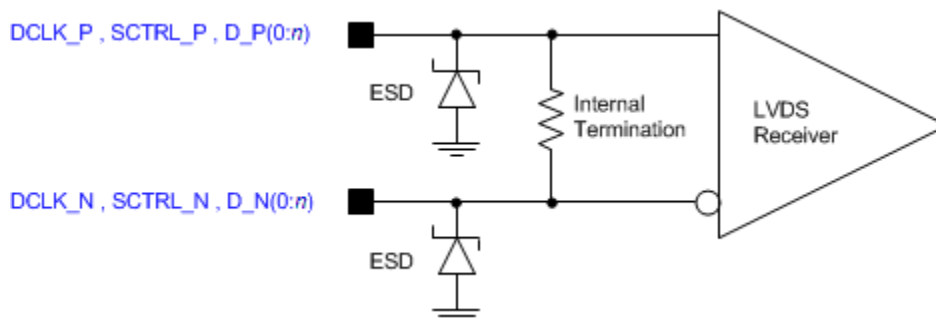 DCLK_P , SCTRL_P , D_P(0:n)
ESD
Internal
Termination
LVDS
Receiver
DCLK_N , SCTRL_N , D_N(0:n)
ESD